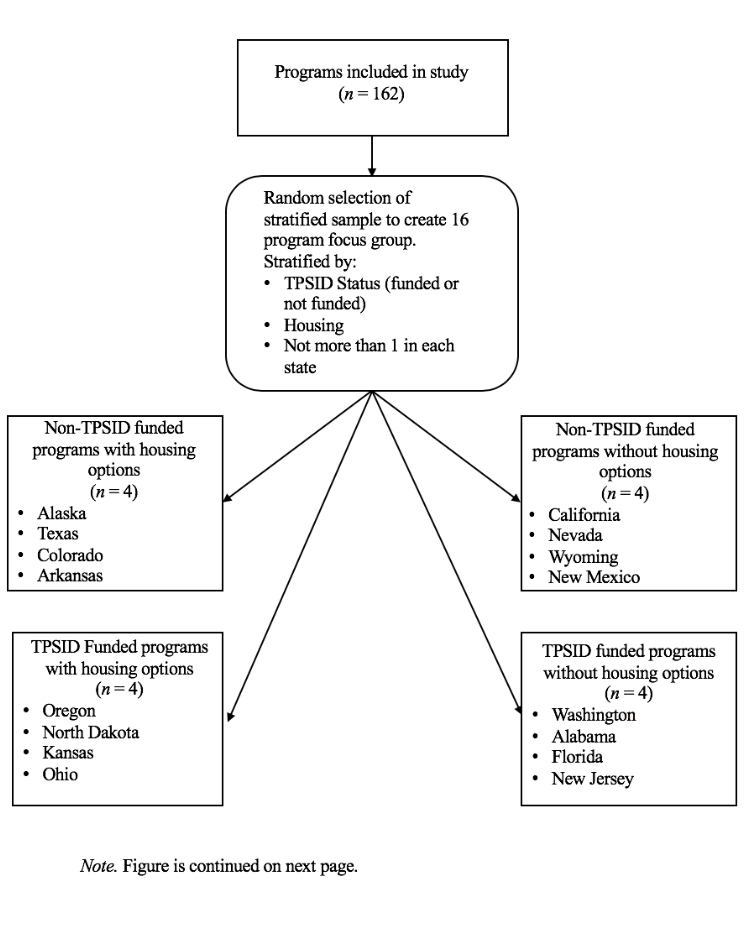 Programs included in study
(n = 162)
Random selection of
stratified sample to create 16
program focus group.
Stratified by:
• TPSID Status (funded or
not funded)
• Housing
• Not more than 1 in each
state
Non-TPSID funded
programs with housing
options
(n = 4)
• Alaska
• Texas
• Colorado
• Arkansas
Non-TPSID funded
programs without housing
options
(n = 4)
• California
• Nevada
• Wyoming
• New Mexico
TPSID Funded programs
with housing options
(n = 4)
• Oregon
• North Dakota
• Kansas
• Ohio
TPSID funded programs
without housing options
(n = 4)
• Washington
• Alabama
• Florida
• New Jersey
Note. Figure is continued on next page.